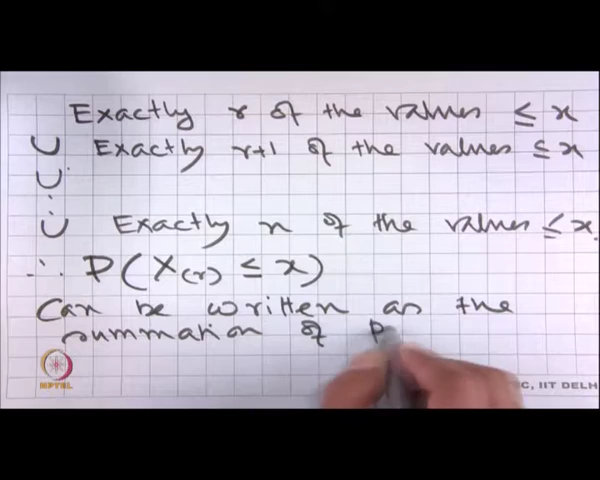 Exactly r of the values ≤ x
∪ Exactly r+1 of the values ≤ x
∪
:
∪ Exactly n of the values ≤ x.
∴ P(X(r) ≤ x)
Can be written as the
summation of P
NPTEL
C, IIT DELH